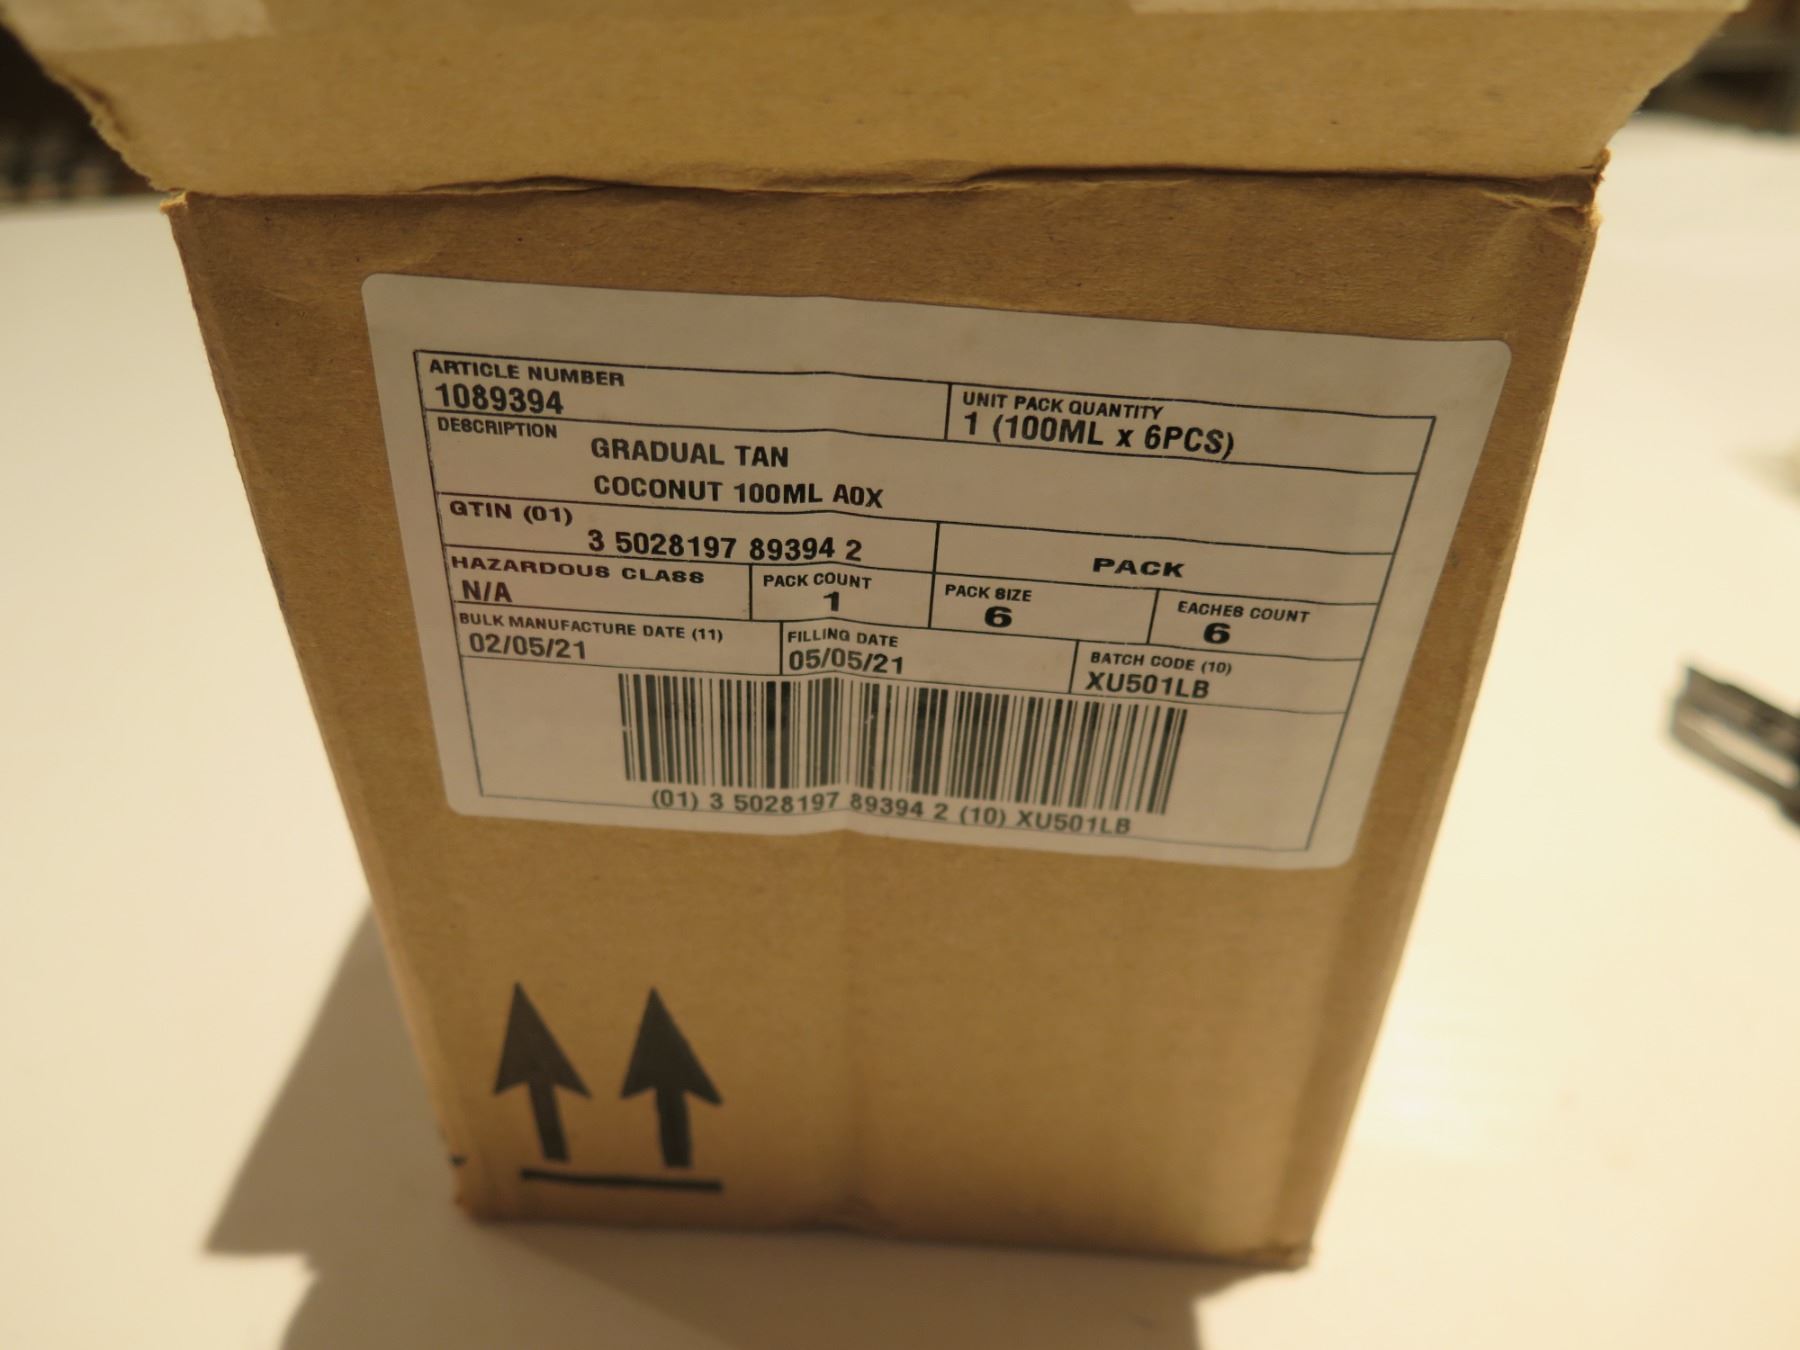 ARTICLE NUMBER
1089394
UNIT PACK QUANTITY
1 (100ML x 6PCS)
DESCRIPTION
GRADUAL TAN
COCONUT 100ML A0X
GTIN (01)
3 5028197 89394 2
PACK
HAZARDOUS CLASS
N/A
PACK COUNT
1
PACK SIZE
6
EACHES COUNT
6
BULK MANUFACTURE DATE (11)
02/05/21
FILLING DATE
05/05/21
BATCH CODE (10)
XU501LB
(01) 3 5028197 89394 2 (10) XU501LB